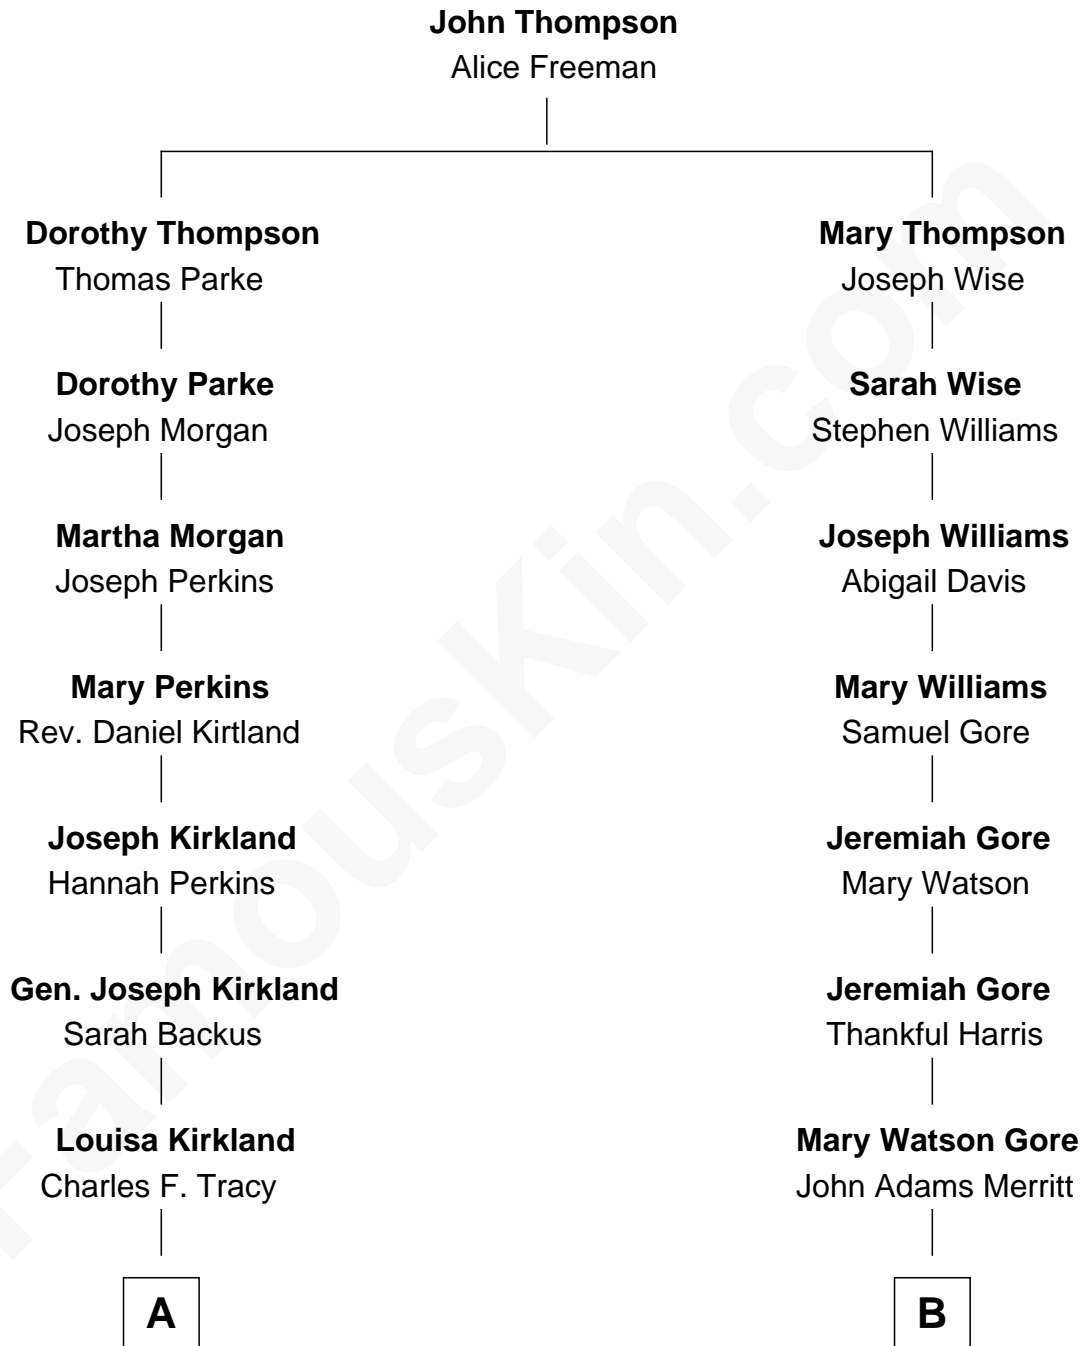 John Thompson
Alice Freeman
Dorothy Thompson
Thomas Parke
Dorothy Parke
Joseph Morgan
Martha Morgan
Joseph Perkins
Mary Perkins
Rev. Daniel Kirtland
Joseph Kirkland
Hannah Perkins
Gen. Joseph Kirkland
Sarah Backus
Louisa Kirkland
Charles F. Tracy
A
Mary Thompson
Joseph Wise
Sarah Wise
Stephen Williams
Joseph Williams
Abigail Davis
Mary Williams
Samuel Gore
Jeremiah Gore
Mary Watson
Jeremiah Gore
Thankful Harris
Mary Watson Gore
John Adams Merritt
B
FamousKin.com